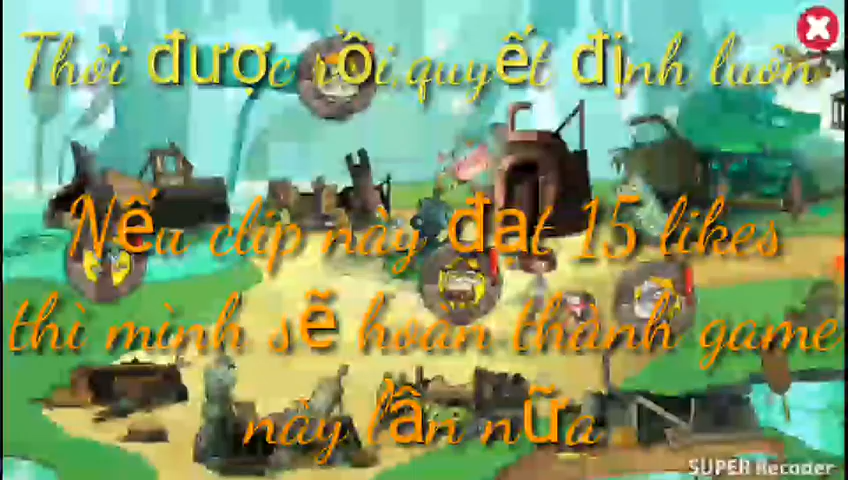 Thôi được rồi,quyết định luôn
Nếu clip này đạt 15 likes
thì mình sẽ hoàn thành game
này lần nữa
SUPER Recoder